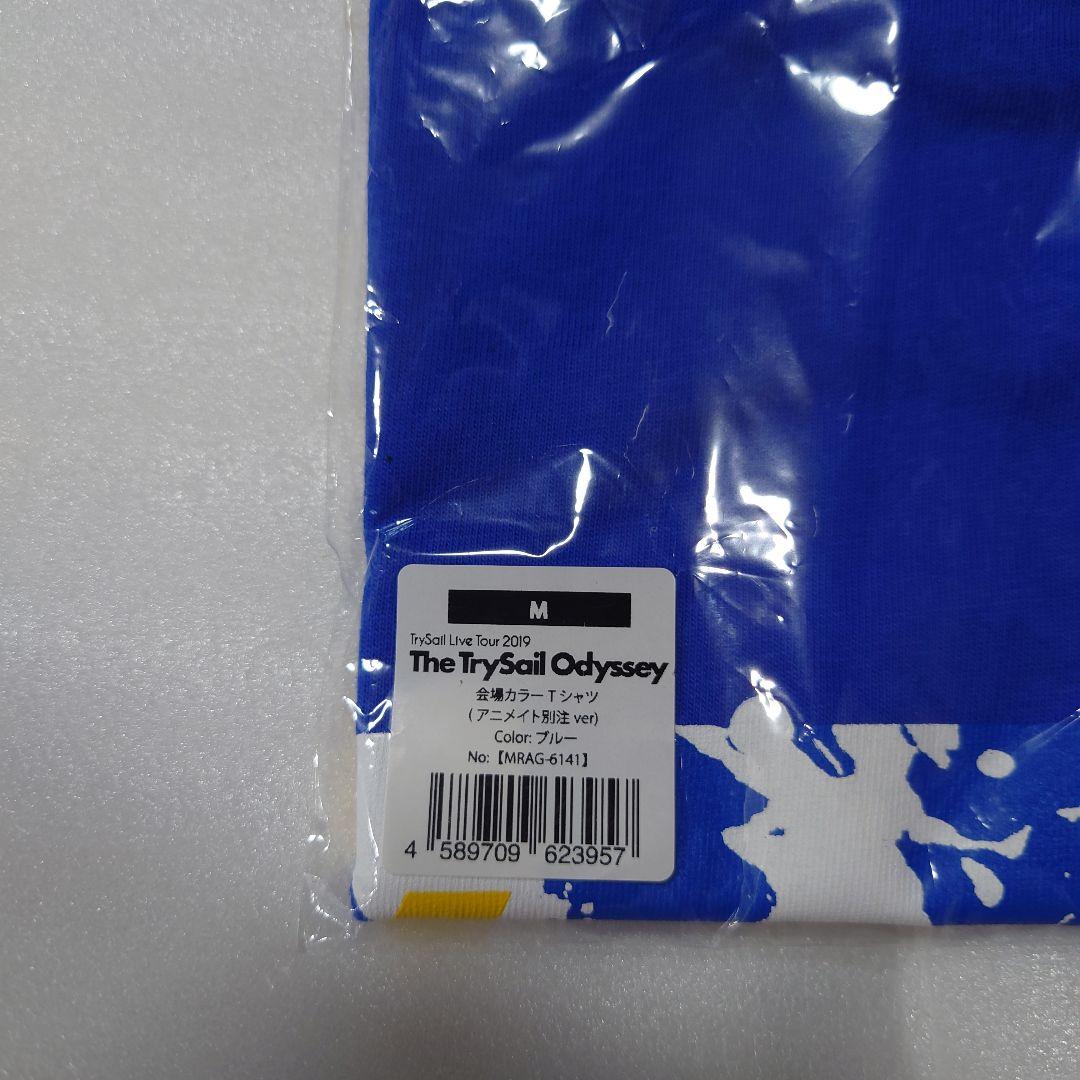 M
TrySail Live Tour 2019
The TrySail Odyssey
会場カラーTシャツ
(アニメイト別注 ver)
Color: ブルー
No:【MRAG-6141】
4 589709 623957